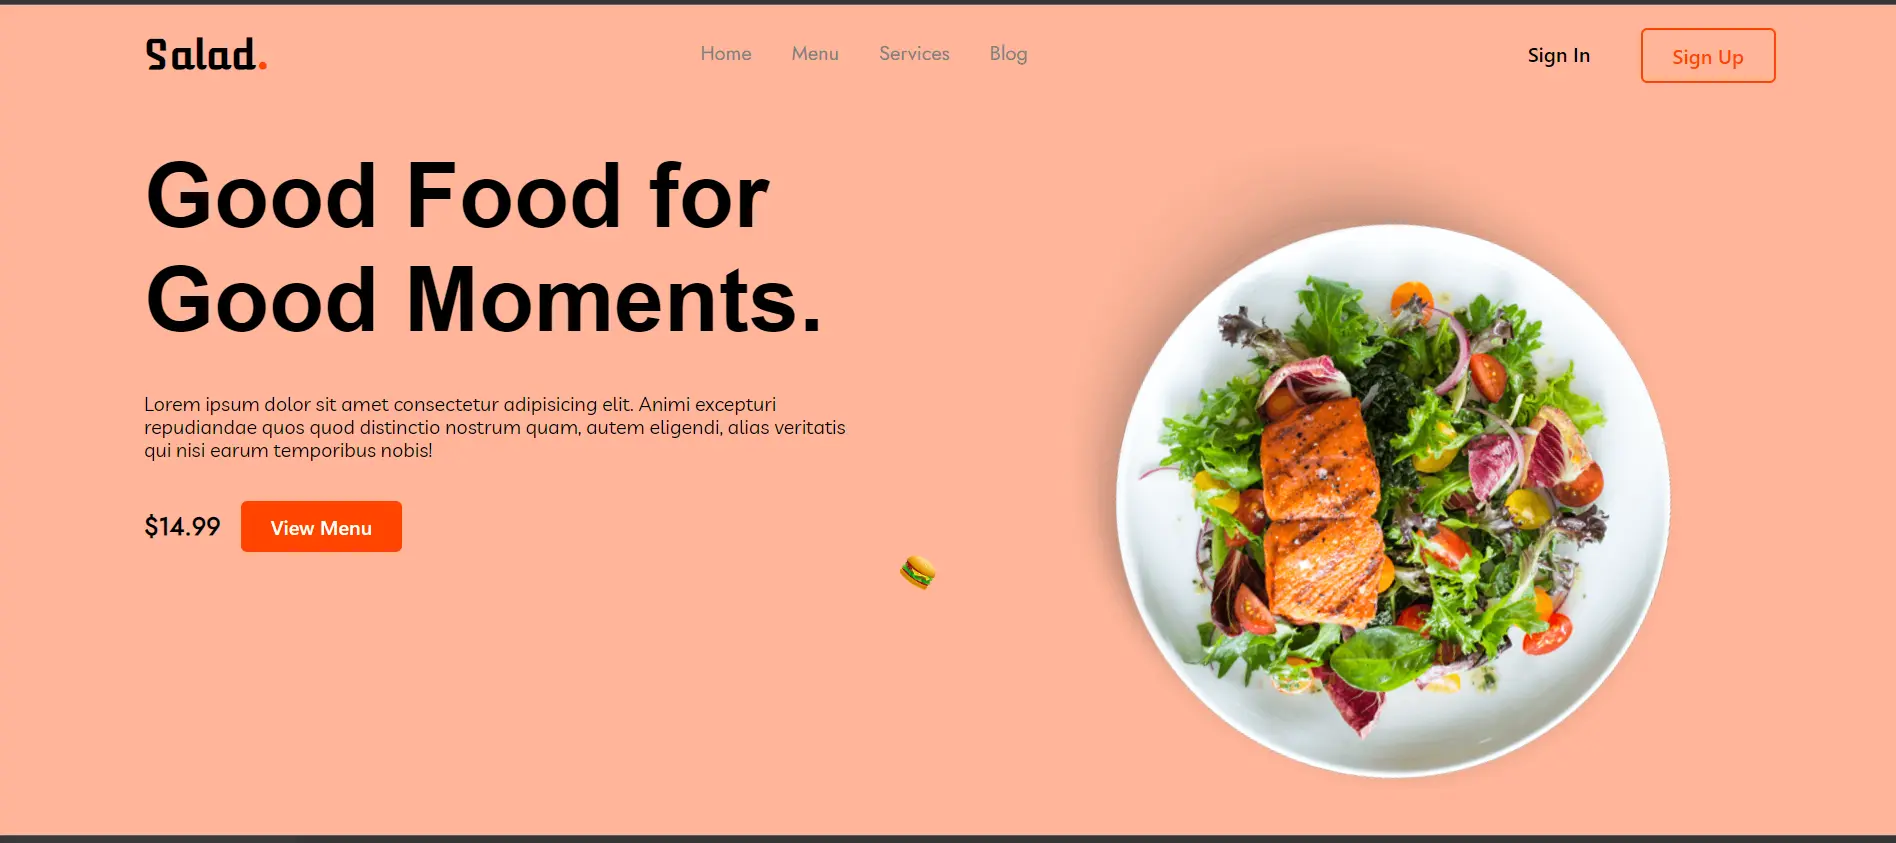 Salad.
Home Menu Services Blog
Sign In
Sign Up
Good Food for
Good Moments.
Lorem ipsum dolor sit amet consectetur adipisicing elit. Animi excepturi
repudiandae quos quod distinctio nostrum quam, autem eligendi, alias veritatis
qui nisi earum temporibus nobis!
$14.99
View Menu